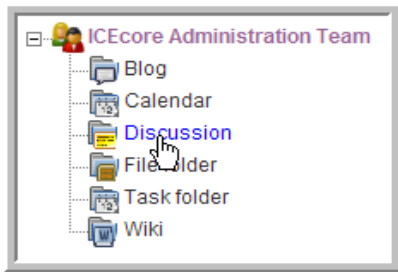 ICEcore Administration Team
Blog
Calendar
Discussion
File folder
Task folder
Wiki